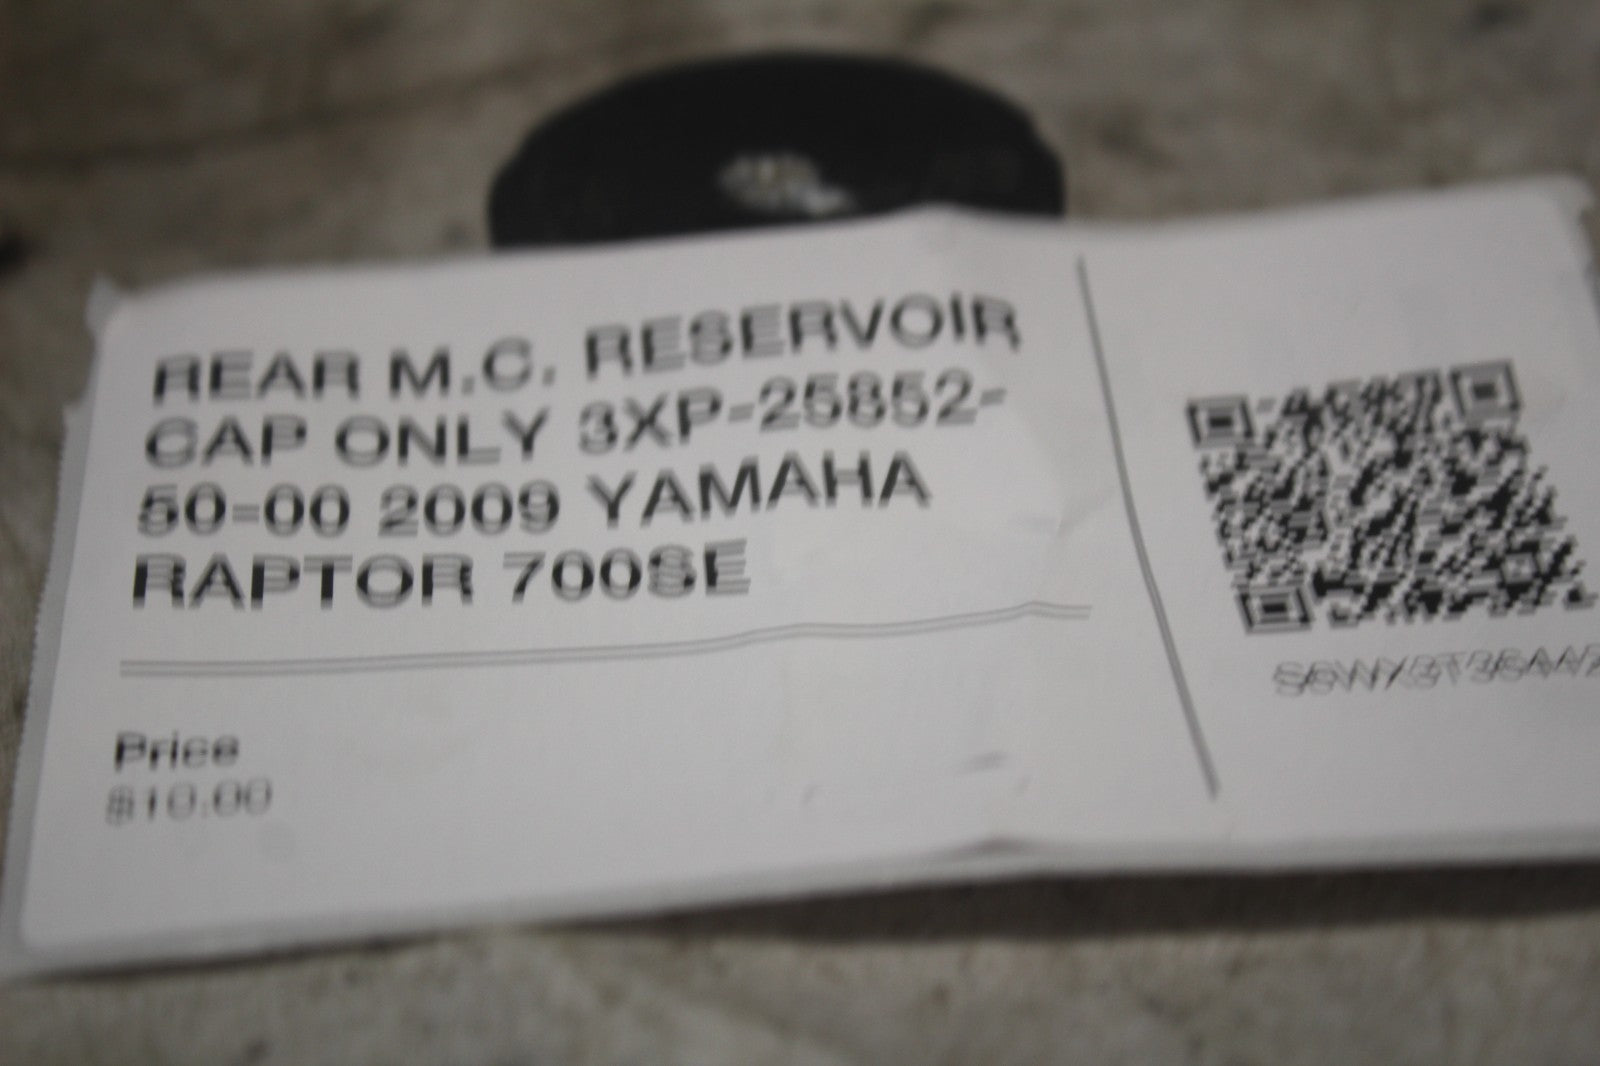 REAR M.C. RESERVOIR
CAP ONLY 3XP-25852-
50-00 2009 YAMAHA
RAPTOR 700SE
Price
$10.00